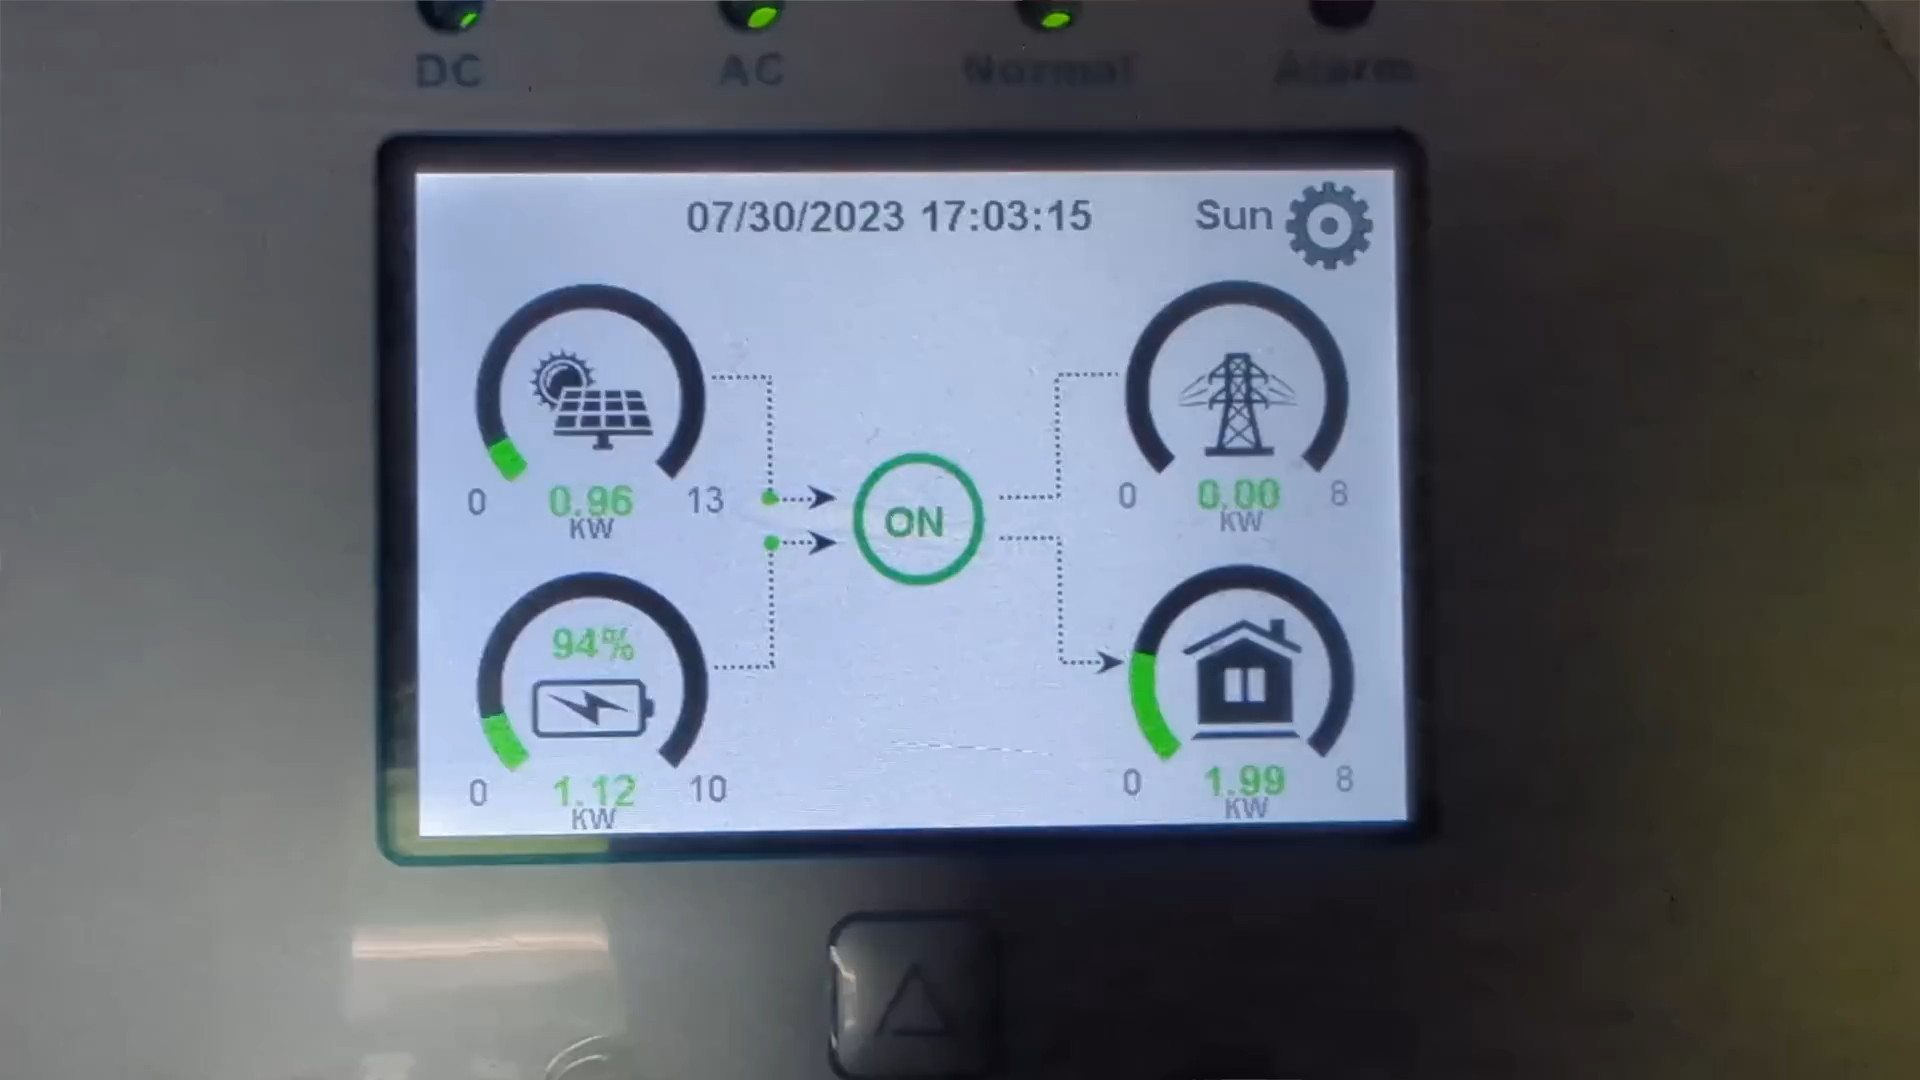 DC AC Normal Alarm
07/30/2023 17:03:15 Sun
0 0.96 13
KW
0 0.00 8
KW
ON
94%
0 1.12 10
KW
0 1.99 8
KW